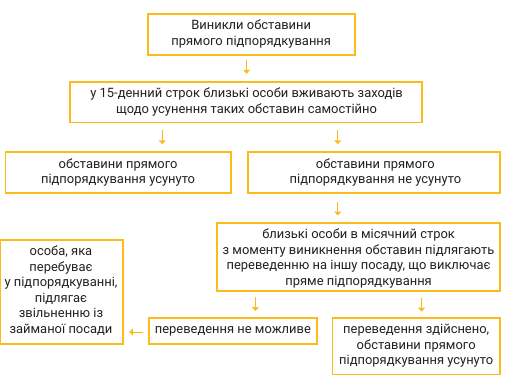 Виникли обставини
прямого підпорядкування
у 15-денний строк близькі особи вживають заходів
щодо усунення таких обставин самостійно
обставини прямого
підпорядкування усунуто
обставини прямого
підпорядкування не усунуто
близькі особи в місячний строк
з моменту виникнення обставин підлягають
переведенню на іншу посаду, що виключає
пряме підпорядкування
особа, яка
перебуває
у підпорядкуванні,
підлягає
звільненню із
займаної посади
переведення не можливе
переведення здійснено,
обставини прямого
підпорядкування усунуто